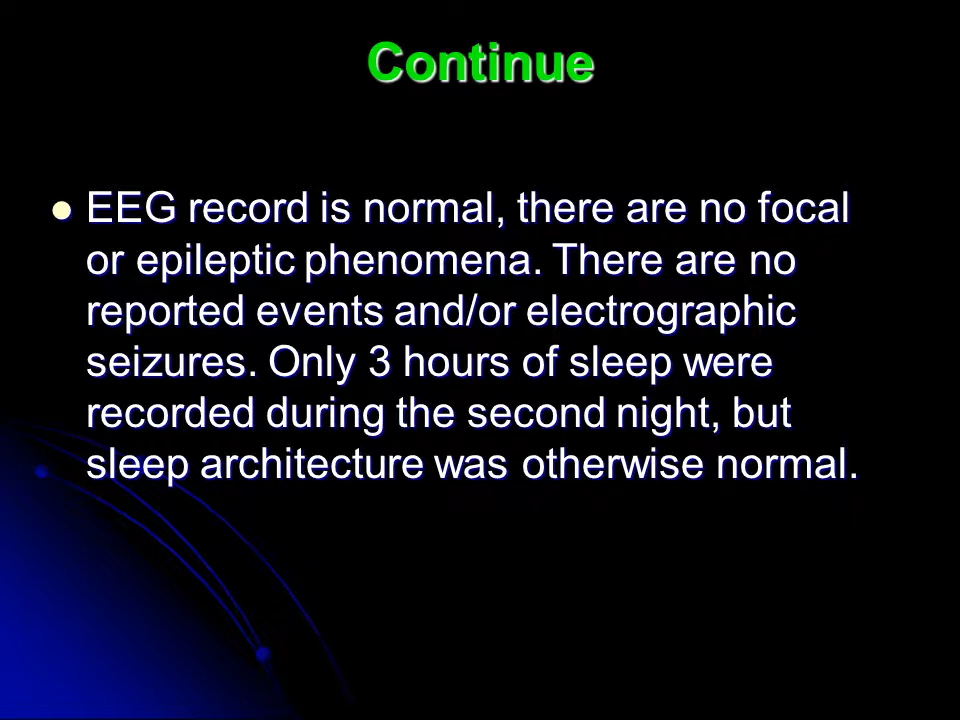 Continue
EEG record is normal, there are no focal
or epileptic phenomena. There are no
reported events and/or electrographic
seizures. Only 3 hours of sleep were
recorded during the second night, but
sleep architecture was otherwise normal.